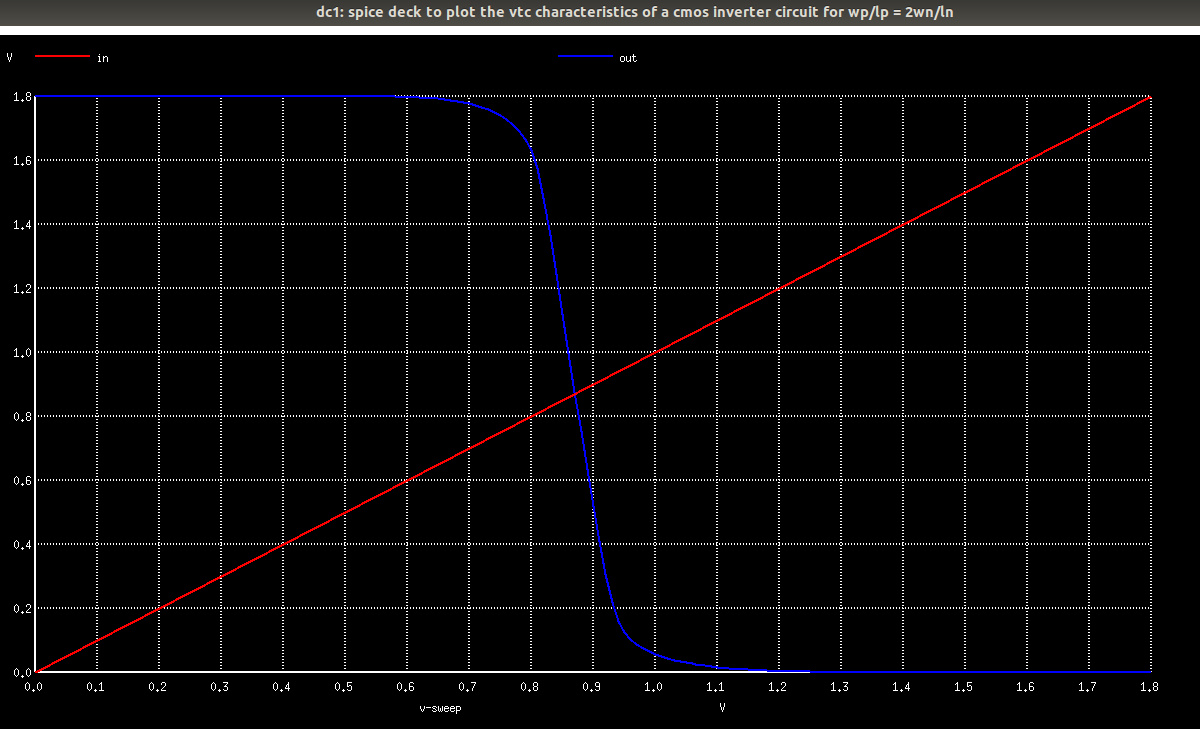 dc1: spice deck to plot the vtc characteristics of a cmos inverter circuit for wp/lp = 2wn/ln
V in out
1.8
1.6
1.4
1.2
1.0
0.8
0.6
0.4
0.2
0.0
0.0 0.1 0.2 0.3 0.4 0.5 0.6 0.7 0.8 0.9 1.0 1.1 1.2 1.3 1.4 1.5 1.6 1.7 1.8
v-sweep V